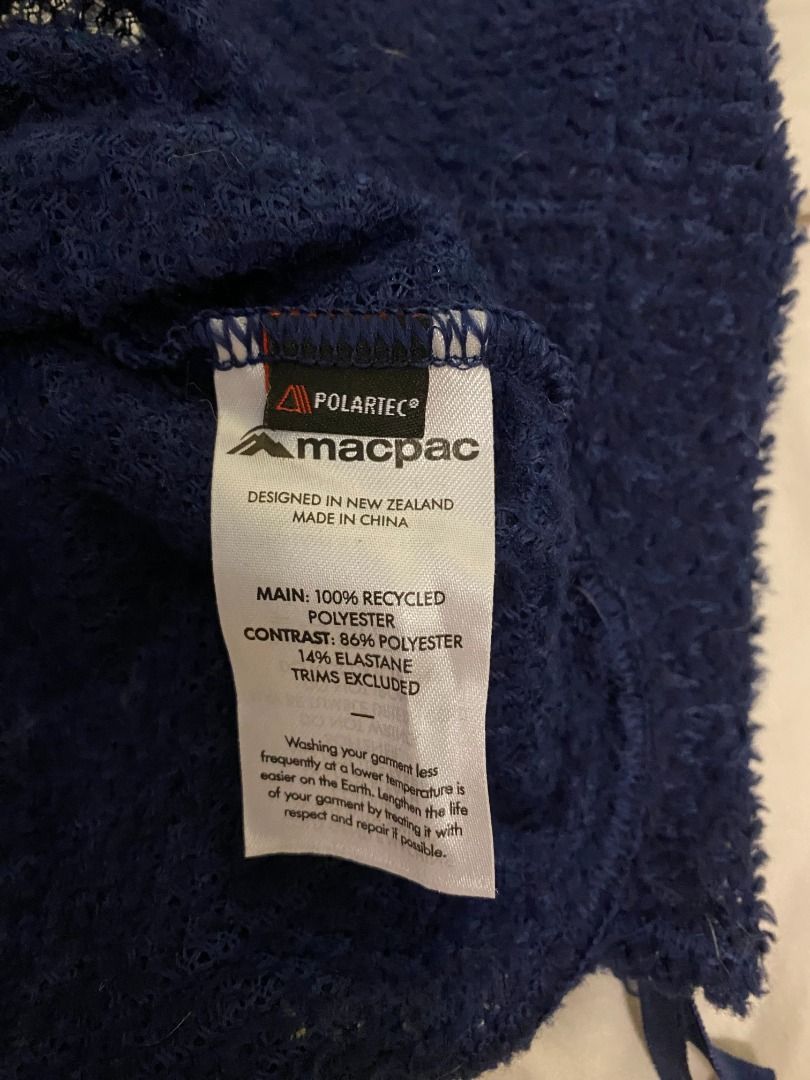 POLARTEC®
macpac
DESIGNED IN NEW ZEALAND
MADE IN CHINA
MAIN: 100% RECYCLED
POLYESTER
CONTRAST: 86% POLYESTER
14% ELASTANE
TRIMS EXCLUDED
—
Washing your garment less
frequently at a lower temperature is
easier on the Earth. Lengthen the life
of your garment by treating it with
respect and repair if possible.